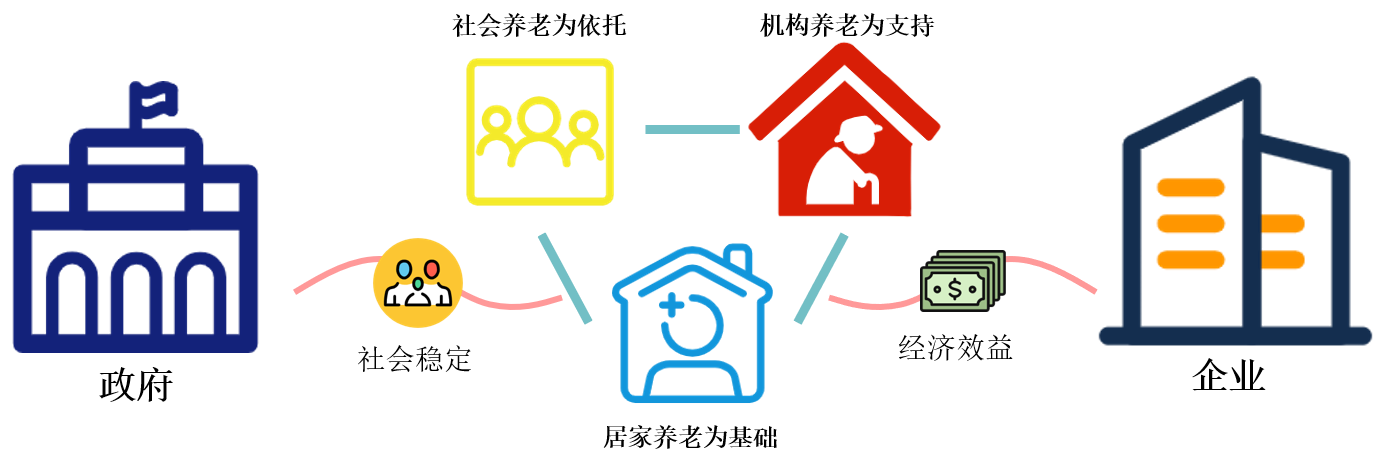 社会养老为依托
机构养老为支持
社会稳定
经济效益
政府
企业
居家养老为基础